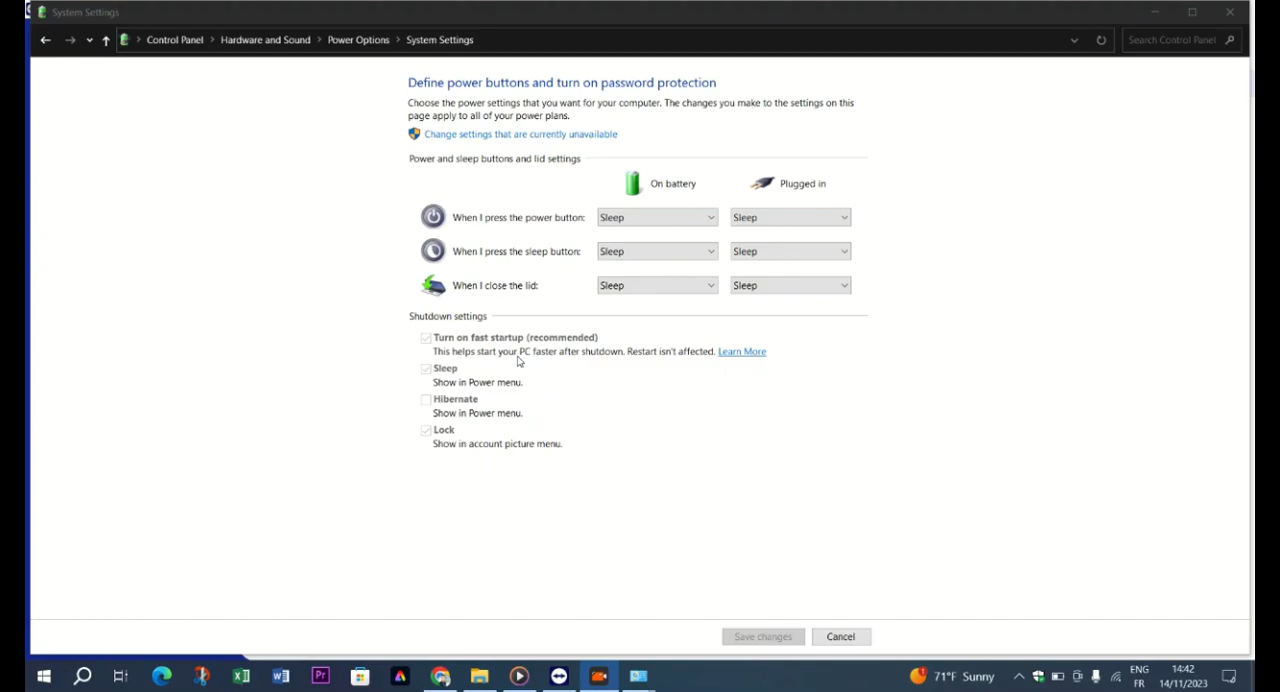 System Settings
Control Panel > Hardware and Sound > Power Options > System Settings
Search Control Panel
Define power buttons and turn on password protection
Choose the power settings that you want for your computer. The changes you make to the settings on this
page apply to all of your power plans.
Change settings that are currently unavailable
Power and sleep buttons and lid settings
On battery Plugged in
When I press the power button: Sleep Sleep
When I press the sleep button: Sleep Sleep
When I close the lid: Sleep Sleep
Shutdown settings
Turn on fast startup (recommended)
This helps start your PC faster after shutdown. Restart isn't affected. Learn More
Sleep
Show in Power menu.
Hibernate
Show in Power menu.
Lock
Show in account picture menu.
Save changes Cancel
Pr
71°F Sunny
ENG
FR
14:42
14/11/2023